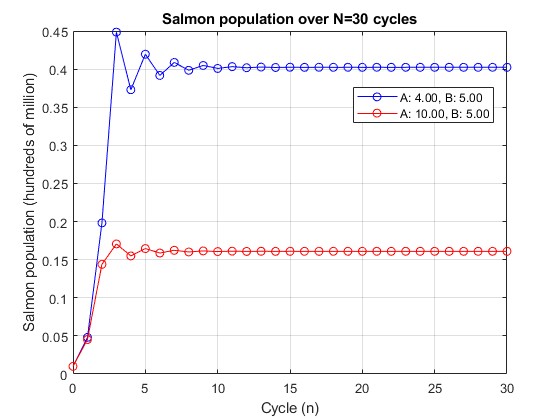 Salmon population over N=30 cycles
Salmon population (hundreds of million)
0.45
0.4
0.35
0.3
0.25
0.2
0.15
0.1
0.05
0
A: 4.00, B: 5.00
A: 10.00, B: 5.00
0 5 10 15 20 25 30
Cycle (n)